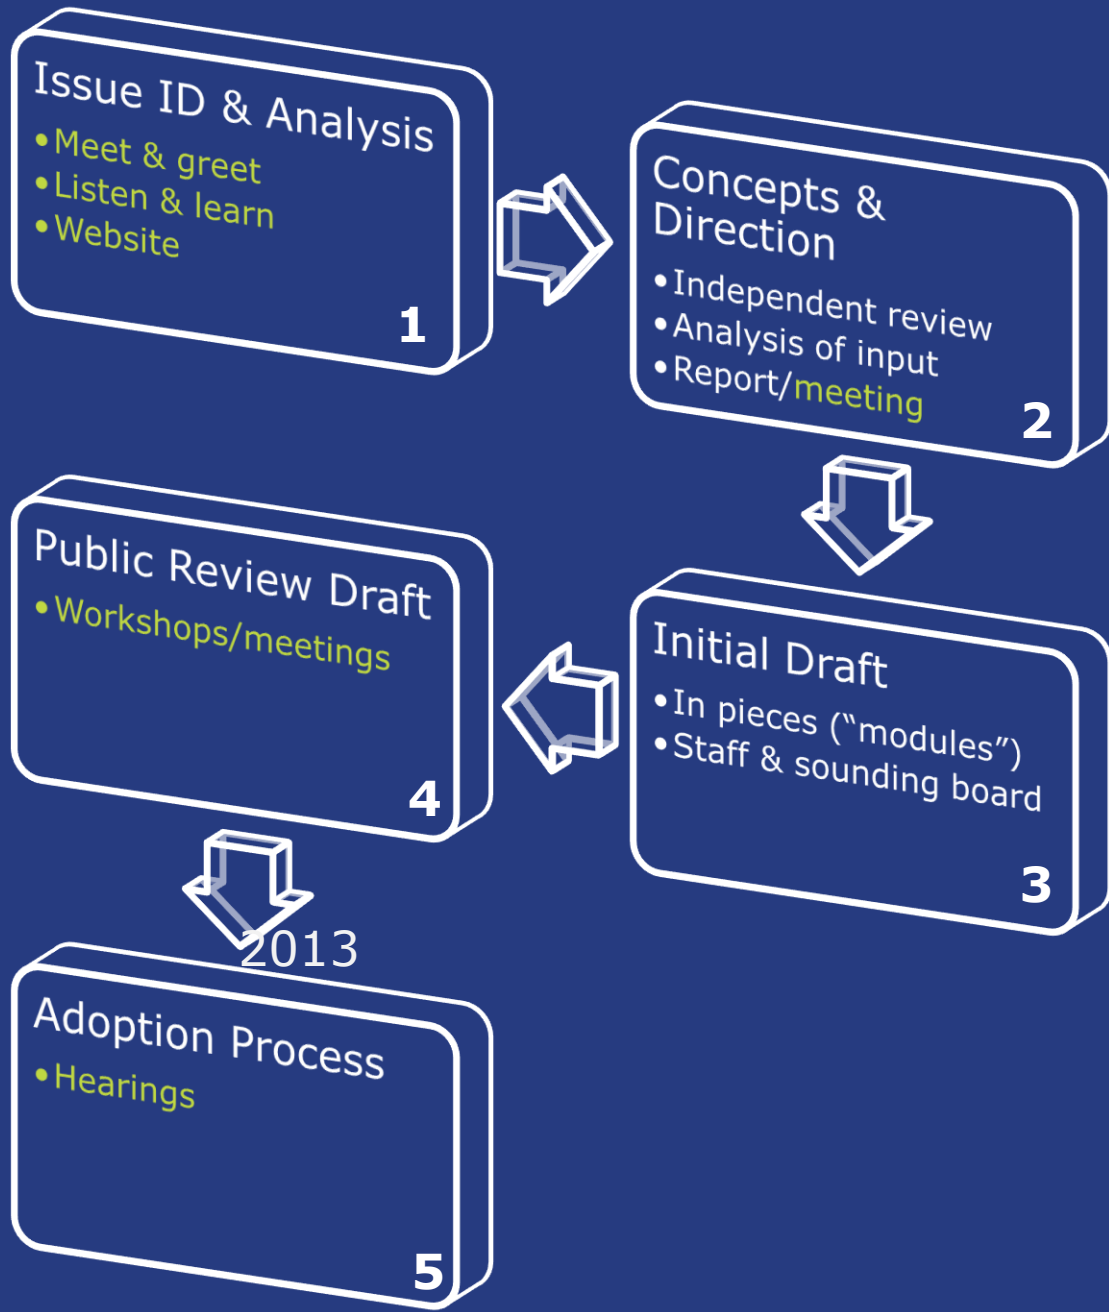 Issue ID & Analysis
•Meet & greet
•Listen & learn
•Website
1
Concepts &
Direction
•Independent review
•Analysis of input
•Report/meeting
2
Initial Draft
•In pieces (“modules”)
•Staff & sounding board
3
Public Review Draft
•Workshops/meetings
4
2013
Adoption Process
•Hearings
5